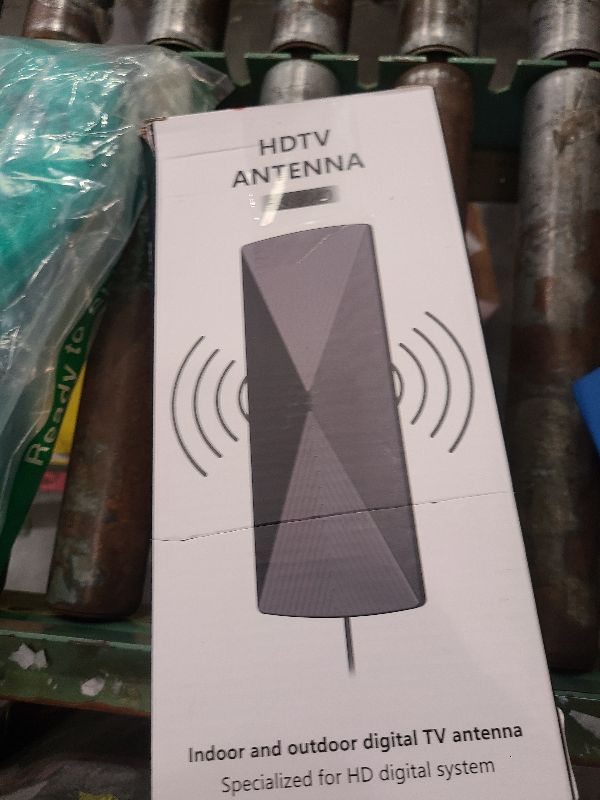 HDTV
ANTENNA
Ready to
Indoor and outdoor digital TV antenna
Specialized for HD digital system